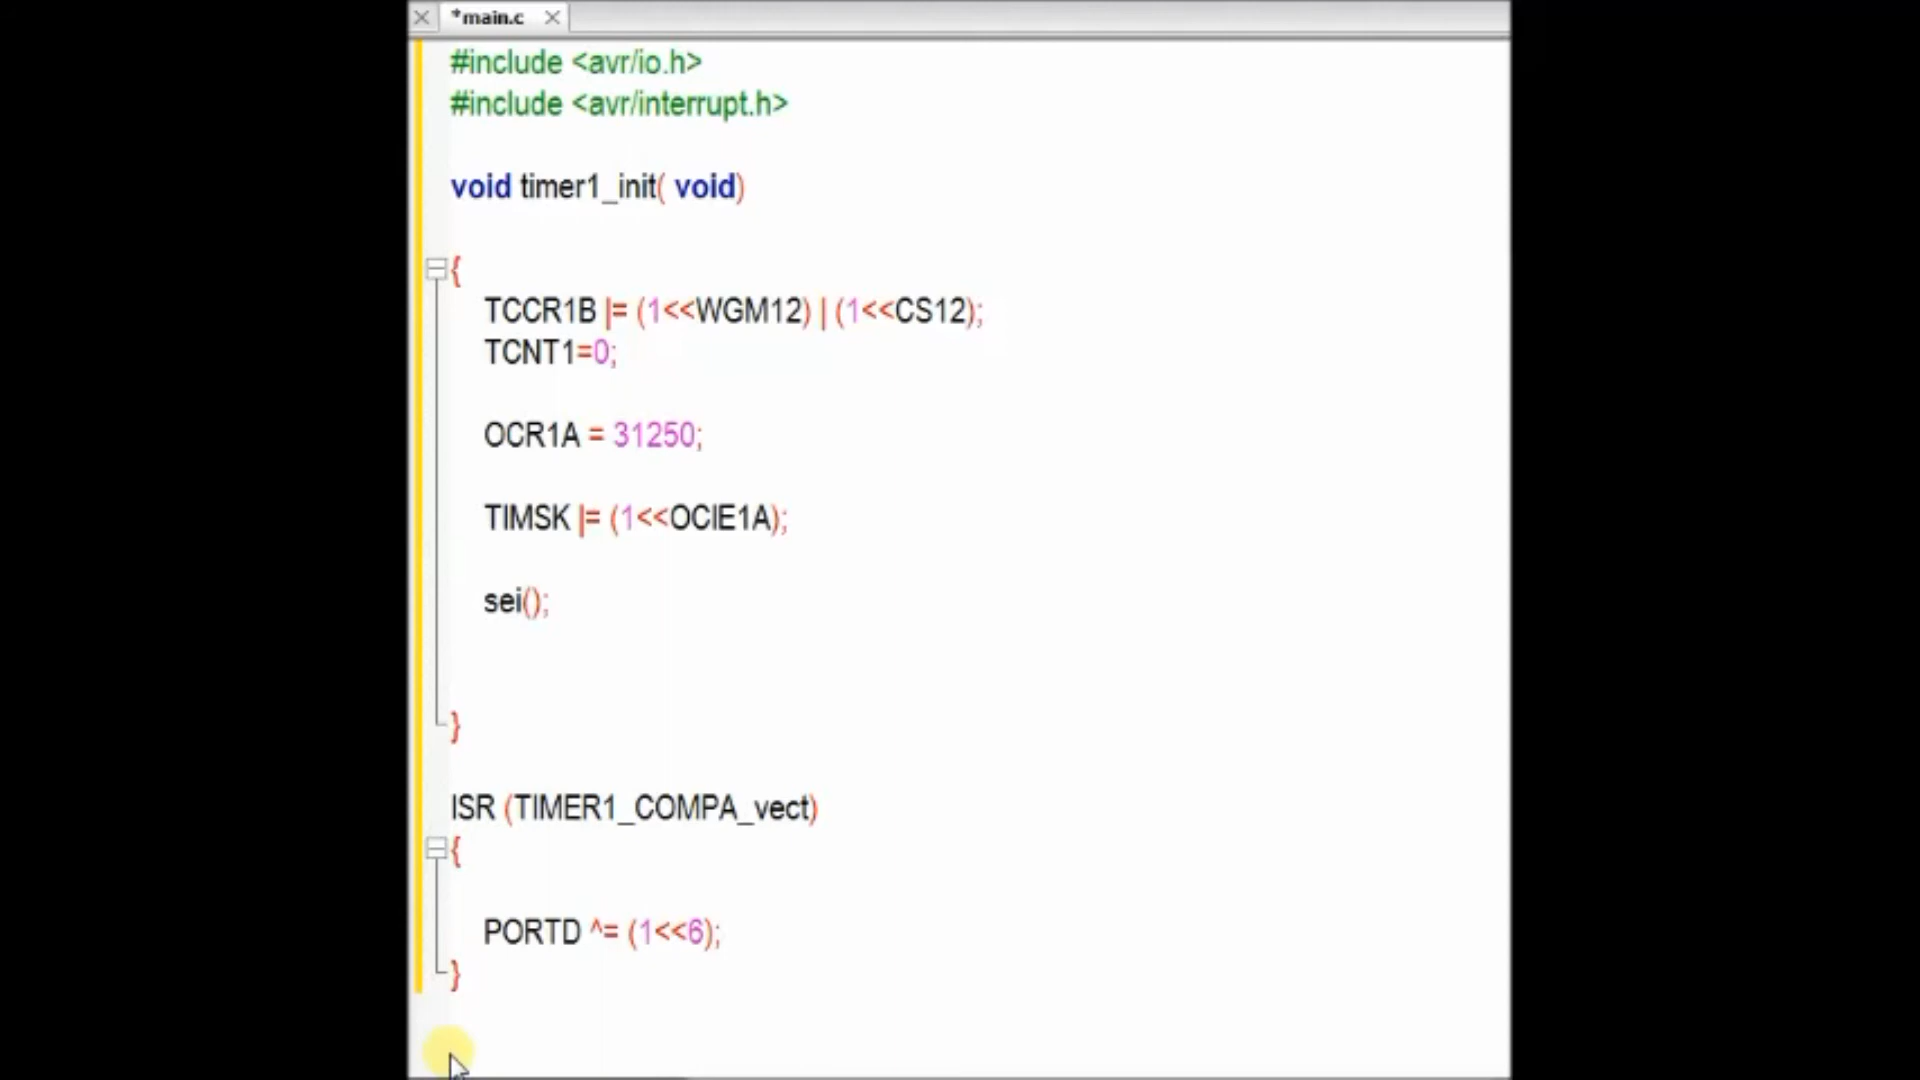 *main.c
#include <avr/io.h>
#include <avr/interrupt.h>
void timer1_init( void)
{
TCCR1B |= (1<<WGM12) | (1<<CS12);
TCNT1=0;
OCR1A = 31250;
TIMSK |= (1<<OCIE1A);
sei();
}
ISR (TIMER1_COMPA_vect)
{
PORTD ^= (1<<6);
}